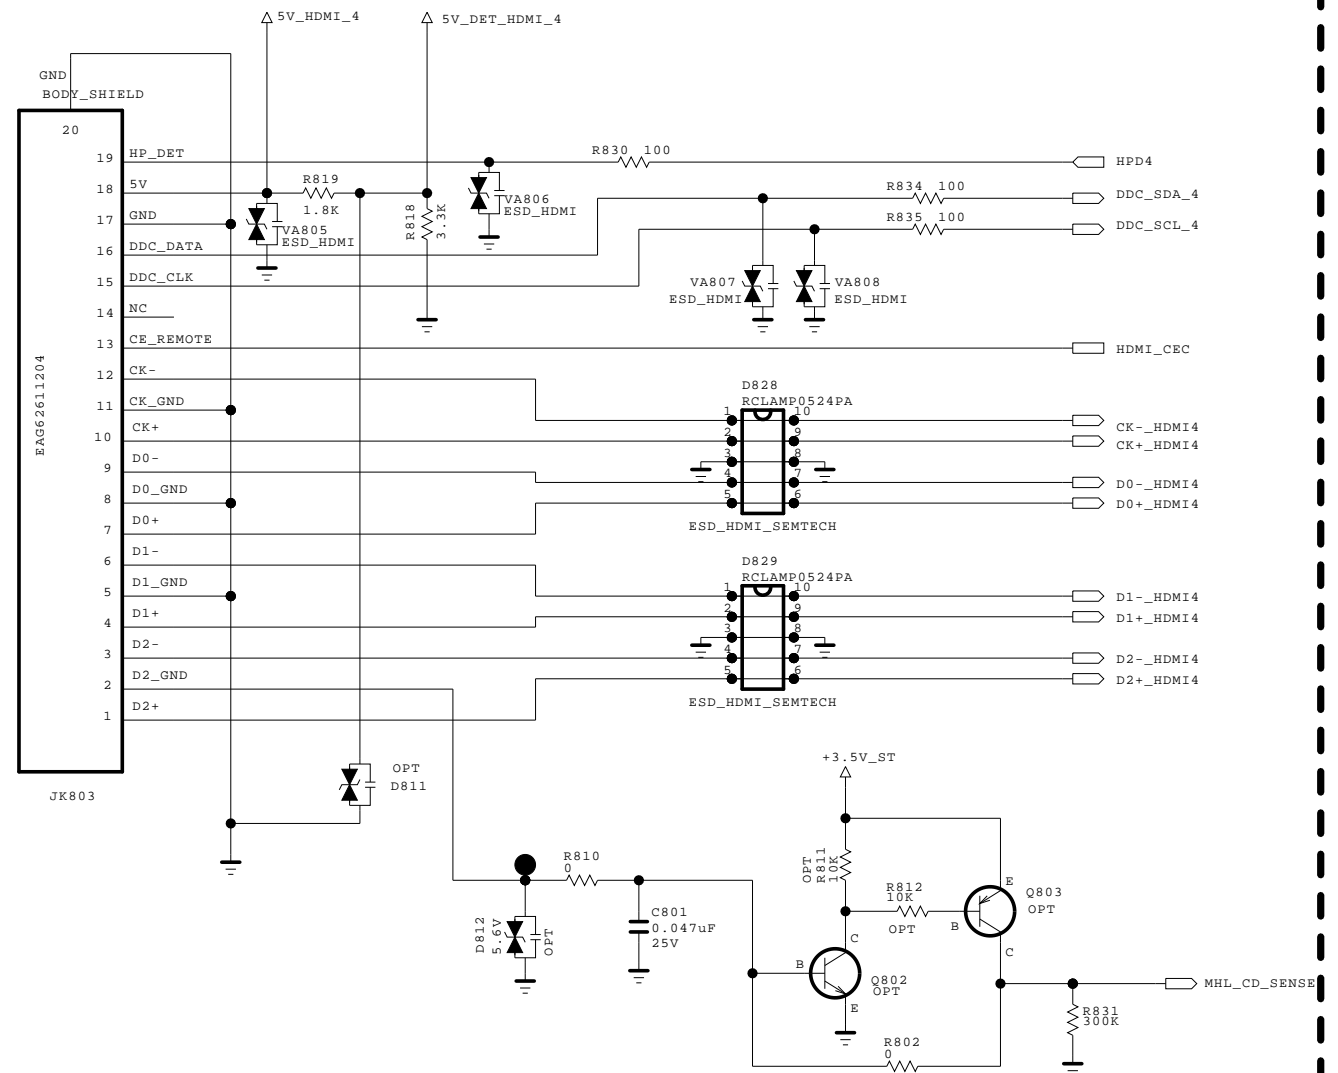 5V_HDMI_4
5V_DET_HDMI_4
GND
BODY_SHIELD
20
19 HP_DET
R830 100
HPD4
18 5V
R819
1.8K
R818
3.3K
VA806
ESD_HDMI
R834 100
DDC_SDA_4
17 GND
VA805
ESD_HDMI
R835 100
DDC_SCL_4
16 DDC_DATA
15 DDC_CLK
VA807
ESD_HDMI
VA808
ESD_HDMI
14 NC
13 CE_REMOTE
HDMI_CEC
EAG62611204
12 CK-
11 CK_GND
10 CK+
9 D0-
8 D0_GND
7 D0+
D828
RCLAMP0524PA
1 10
2 9
3 8
4 7
5 6
ESD_HDMI_SEMTECH
CK-_HDMI4
CK+_HDMI4
D0-_HDMI4
D0+_HDMI4
6 D1-
5 D1_GND
4 D1+
3 D2-
2 D2_GND
1 D2+
D829
RCLAMP0524PA
1 10
2 9
3 8
4 7
5 6
ESD_HDMI_SEMTECH
D1-_HDMI4
D1+_HDMI4
D2-_HDMI4
D2+_HDMI4
JK803
OPT
D811
+3.5V_ST
OPT
R811
10K
R810
0
R812
10K
OPT
E
B
C
Q803
OPT
D812
5.6V
OPT
C801
0.047uF
25V
C
B
E
Q802
OPT
MHL_CD_SENSE
R831
300K
R802
0